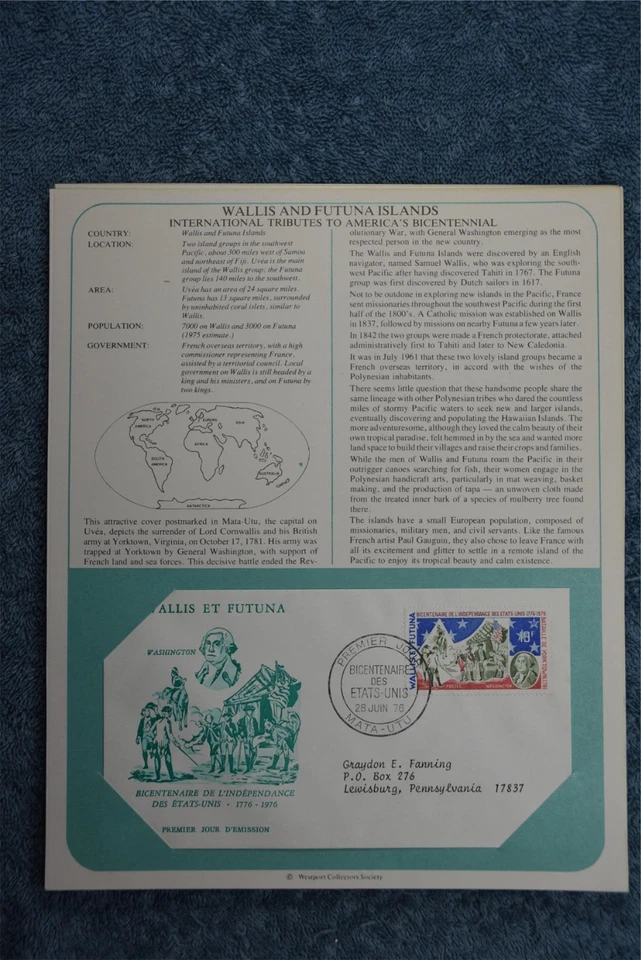 WALLIS AND FUTUNA ISLANDS
INTERNATIONAL TRIBUTES TO AMERICA'S BICENTENNIAL
COUNTRY: Wallis and Futuna Islands
LOCATION: Two island groups in the southwest
Pacific, about 300 miles west of Samoa
and northeast of Fiji. Uvéa is the main
island of the Wallis group; the Futuna
group lies 140 miles to the southwest.
AREA: Uvéa has an area of 24 square miles.
Futuna has 13 square miles, surrounded
by uninhabited coral islets, similar to
Wallis.
POPULATION: 7000 on Wallis and 3000 on Futuna
(1975 estimate.)
GOVERNMENT: French overseas territory, with a high
commissioner representing France,
assisted by a territorial council. Local
government on Wallis is still headed by a
king and his ministers, and on Futuna by
two kings.
NORTH AMERICA
EUROPE
ASIA
AFRICA
SOUTH AMERICA
AUSTRALIA
ANTARCTICA
This attractive cover postmarked in Mata-Utu, the capital on
Uvéa, depicts the surrender of Lord Cornwallis and his British
army at Yorktown, Virginia, on October 17, 1781. His army was
trapped at Yorktown by General Washington, with support of
French land and sea forces. This decisive battle ended the Rev-
olutionary War, with General Washington emerging as the most
respected person in the new country.
The Wallis and Futuna Islands were discovered by an English
navigator, named Samuel Wallis, who was exploring the south-
west Pacific after having discovered Tahiti in 1767. The Futuna
group was first discovered by Dutch sailors in 1617.
Not to be outdone in exploring new islands in the Pacific, France
sent missionaries throughout the southwest Pacific during the first
half of the 1800's. A Catholic mission was established on Wallis
in 1837, followed by missions on nearby Futuna a few years later.
In 1842 the two groups were made a French protectorate, attached
administratively first to Tahiti and later to New Caledonia.
It was in July 1961 that these two lovely island groups became a
French overseas territory, in accord with the wishes of the
Polynesian inhabitants.
There seems little question that these handsome people share the
same lineage with other Polynesian tribes who dared the countless
miles of stormy Pacific waters to seek new and larger islands,
eventually discovering and populating the Hawaiian Islands. The
more adventuresome, although they loved the calm beauty of their
own tropical paradise, felt hemmed in by the sea and wanted more
land space to build their villages and raise their crops and families.
While the men of Wallis and Futuna roam the Pacific in their
outrigger canoes searching for fish, their women engage in the
Polynesian handicraft arts, particularly in mat weaving, basket
making, and the production of tapa — an unwoven cloth made
from the treated inner bark of a species of mulberry tree found
there.
The islands have a small European population, composed of
missionaries, military men, and civil servants. Like the famous
French artist Paul Gauguin, they also chose to leave France with
all its excitement and glitter to settle in a remote island of the
Pacific to enjoy its tropical beauty and calm existence.
ALLIS ET FUTUNA
WASHINGTON
BICENTENAIRE DE L'INDÉPENDANCE
DES ÉTATS-UNIS · 1776-1976
PREMIER JOUR D'ÉMISSION
PREMIER JOUR
BICENTENAIRE
DES
ETATS-UNIS
28 JUIN 76
MATA-UTU
BICENTENAIRE DE L'INDEPENDANCE DES ETATS-UNIS 1776-1976
WALLIS ET FUTUNA
19F
POSTES
WASHINGTON
Graydon E. Fanning
P.O. Box 276
Lewisburg, Pennsylvania 17837
© Westport Collectors Society